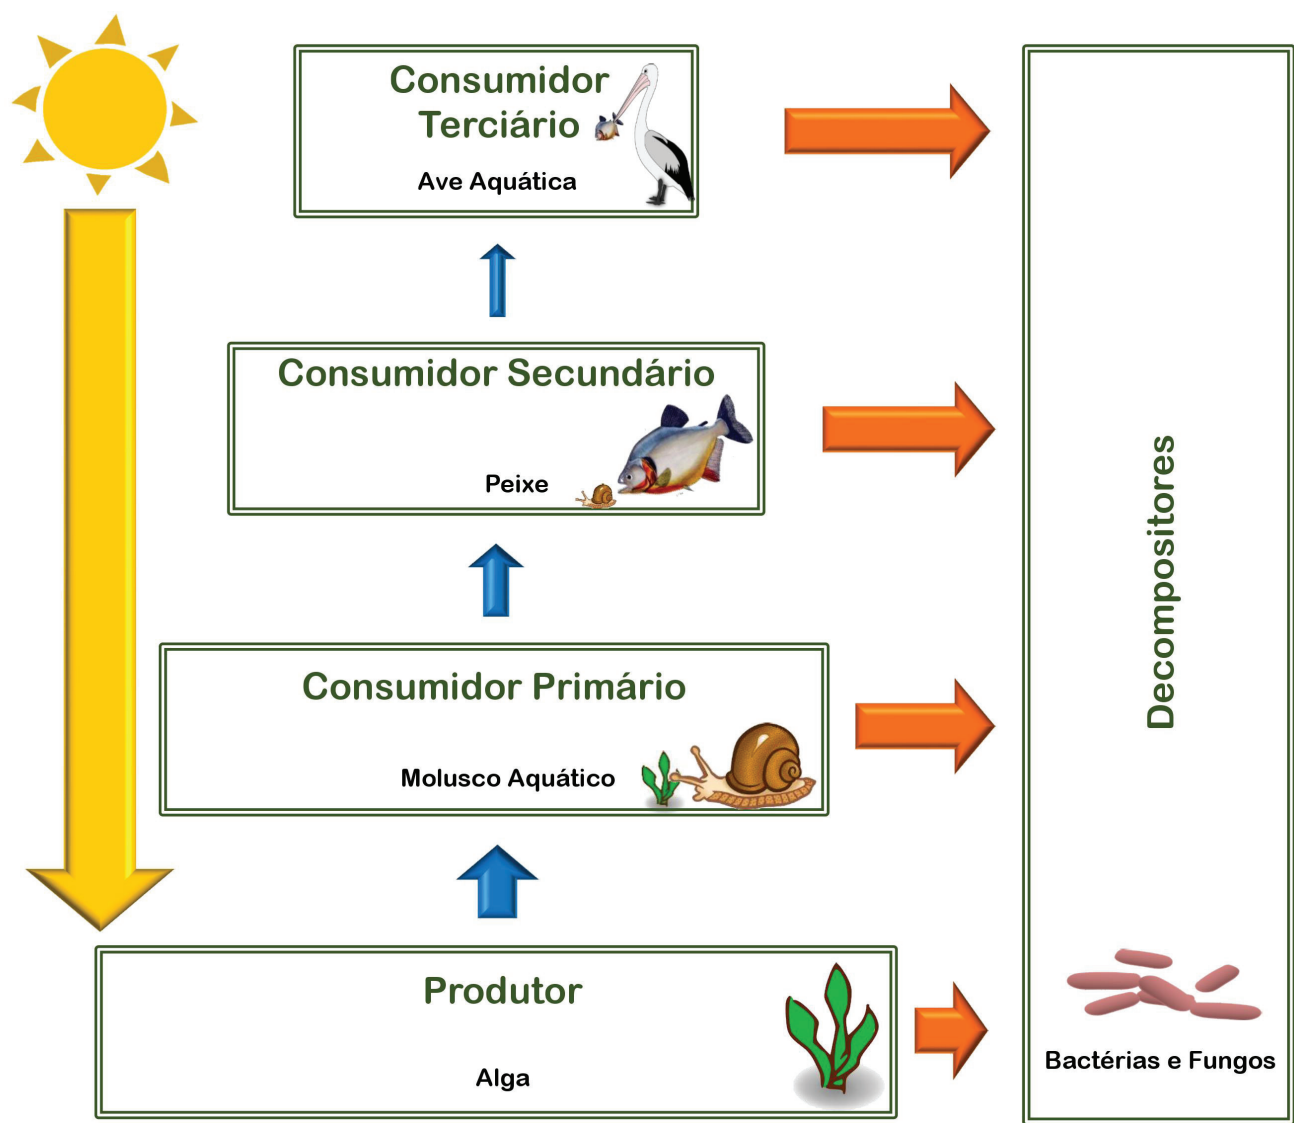 Consumidor
Terciário
Ave Aquática
Consumidor Secundário
Peixe
Consumidor Primário
Molusco Aquático
Produtor
Alga
Decompositores
Bactérias e Fungos